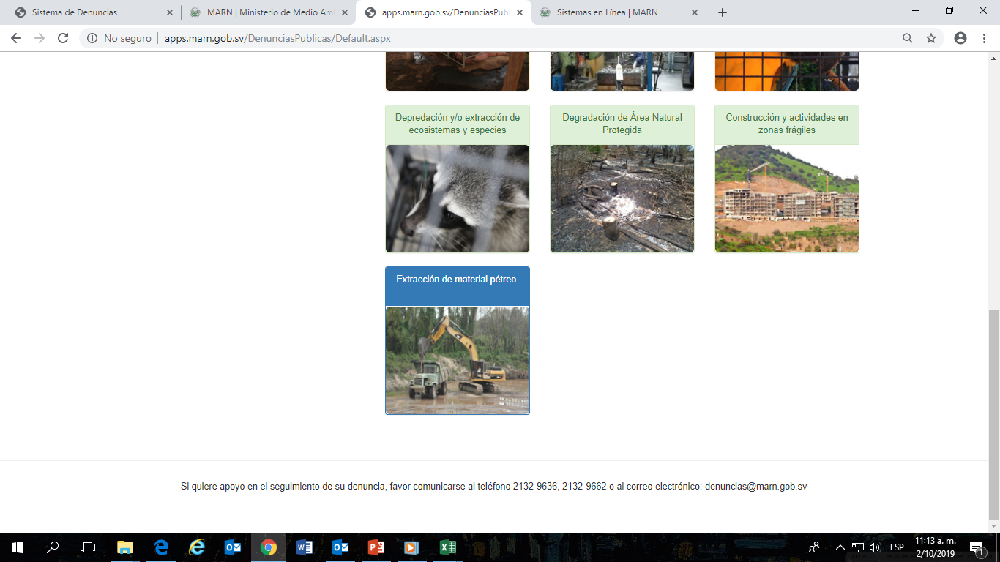 Sistema de Denuncias
MARN | Ministerio de Medio Am
apps.marn.gob.sv/DenunciasPubl
Sistemas en Línea | MARN
No seguro
apps.marn.gob.sv/DenunciasPublicas/Default.aspx
Depredación y/o extracción de
ecosistemas y especies
Degradación de Área Natural
Protegida
Construcción y actividades en
zonas frágiles
Extracción de material pétreo
Si quiere apoyo en el seguimiento de su denuncia, favor comunicarse al teléfono 2132-9636, 2132-9662 o al correo electrónico: denuncias@marn.gob.sv
ESP
11:13 a. m.
2/10/2019
1